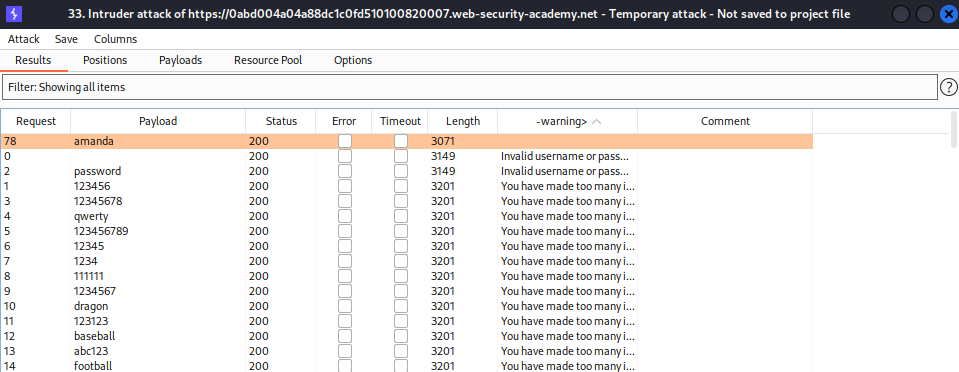 33. Intruder attack of https://0abd004a04a88dc1c0fd510100820007.web-security-academy.net - Temporary attack - Not saved to project file
Attack Save Columns
Results Positions Payloads Resource Pool Options
Filter: Showing all items ?
Request Payload Status Error Timeout Length -warning> Comment
78 amanda 200 3071
0 200 3149 Invalid username or pass...
2 password 200 3149 Invalid username or pass...
1 123456 200 3201 You have made too many i...
3 12345678 200 3201 You have made too many i...
4 qwerty 200 3201 You have made too many i...
5 123456789 200 3201 You have made too many i...
6 12345 200 3201 You have made too many i...
7 1234 200 3201 You have made too many i...
8 111111 200 3201 You have made too many i...
9 1234567 200 3201 You have made too many i...
10 dragon 200 3201 You have made too many i...
11 123123 200 3201 You have made too many i...
12 baseball 200 3201 You have made too many i...
13 abc123 200 3201 You have made too many i...
14 football 200 3201 You have made too many i...